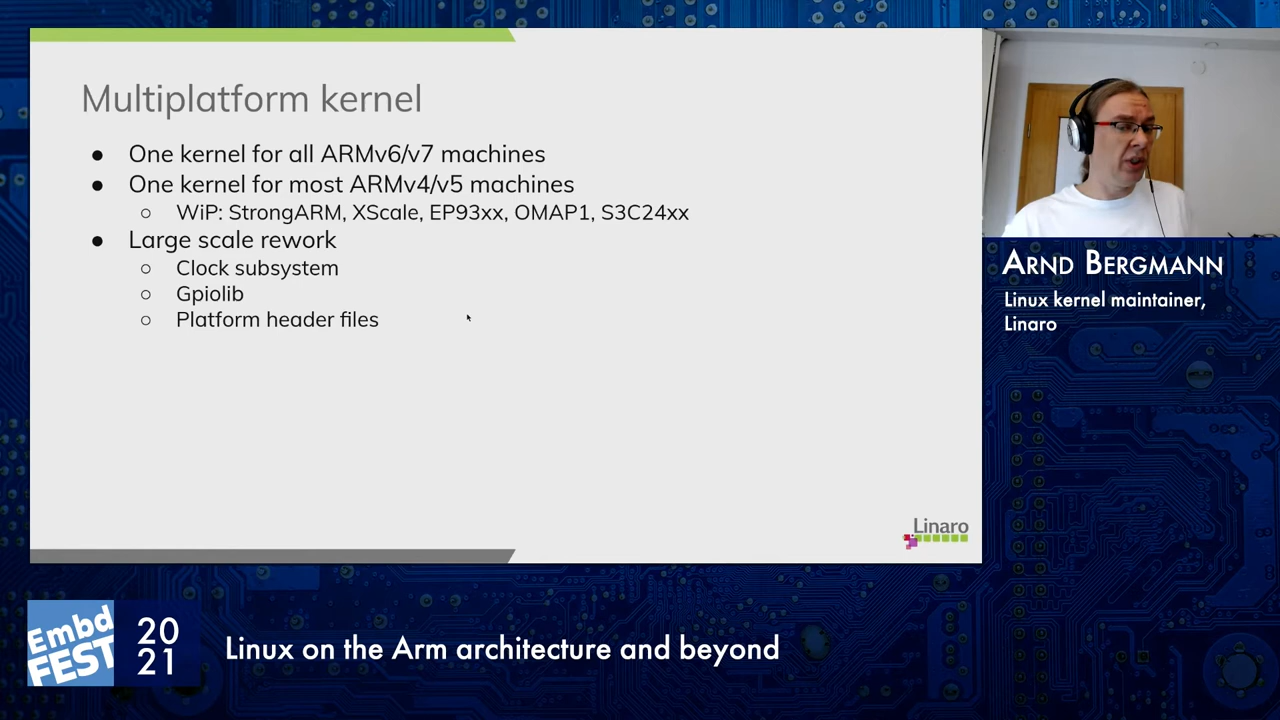 Multiplatform kernel
● One kernel for all ARMv6/v7 machines
● One kernel for most ARMv4/v5 machines
○ WiP: StrongARM, XScale, EP93xx, OMAP1, S3C24xx
● Large scale rework
○ Clock subsystem
○ Gpiolib
○ Platform header files
Linaro
ARND BERGMANN
Linux kernel maintainer,
Linaro
Embd
FEST
20
21
Linux on the Arm architecture and beyond